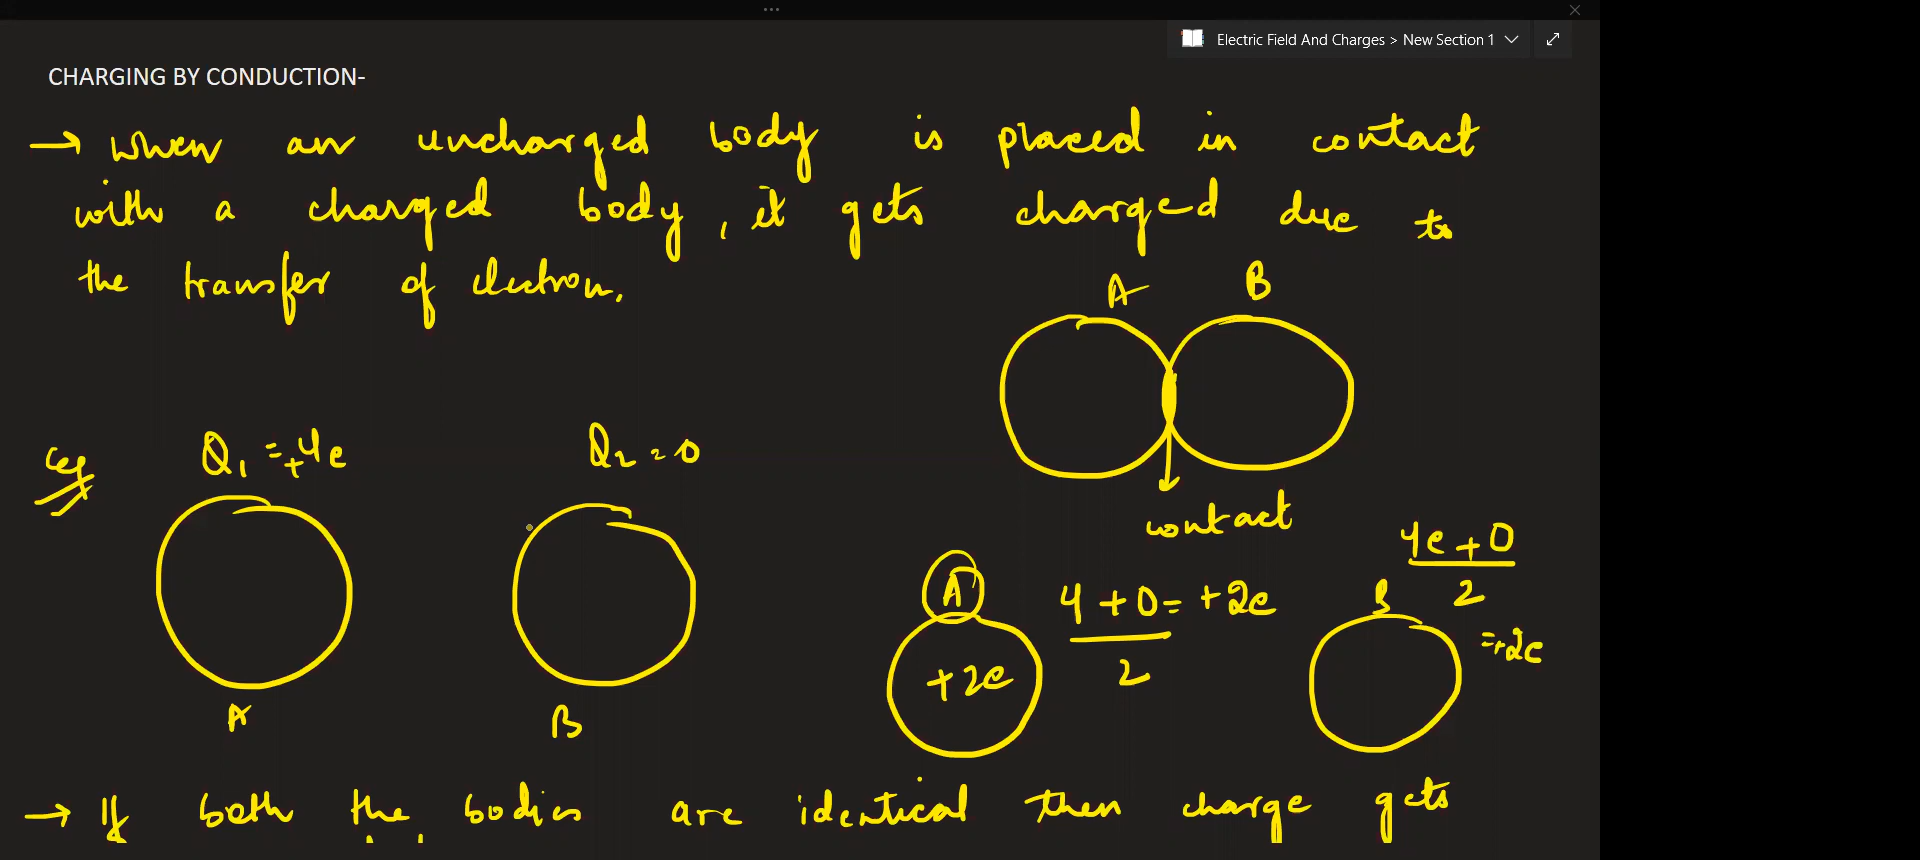 Electric Field And Charges > New Section 1
CHARGING BY CONDUCTION-
→ When an uncharged body is placed in contact
with a charged body, it gets charged due to
the transfer of electron.
A B
Q1 = +4e Q2 = 0
contact
A
4 + 0 = +2e
2
B
4e + 0
2
= +2e
+2e
A B
→ If both the bodies are identical then charge gets